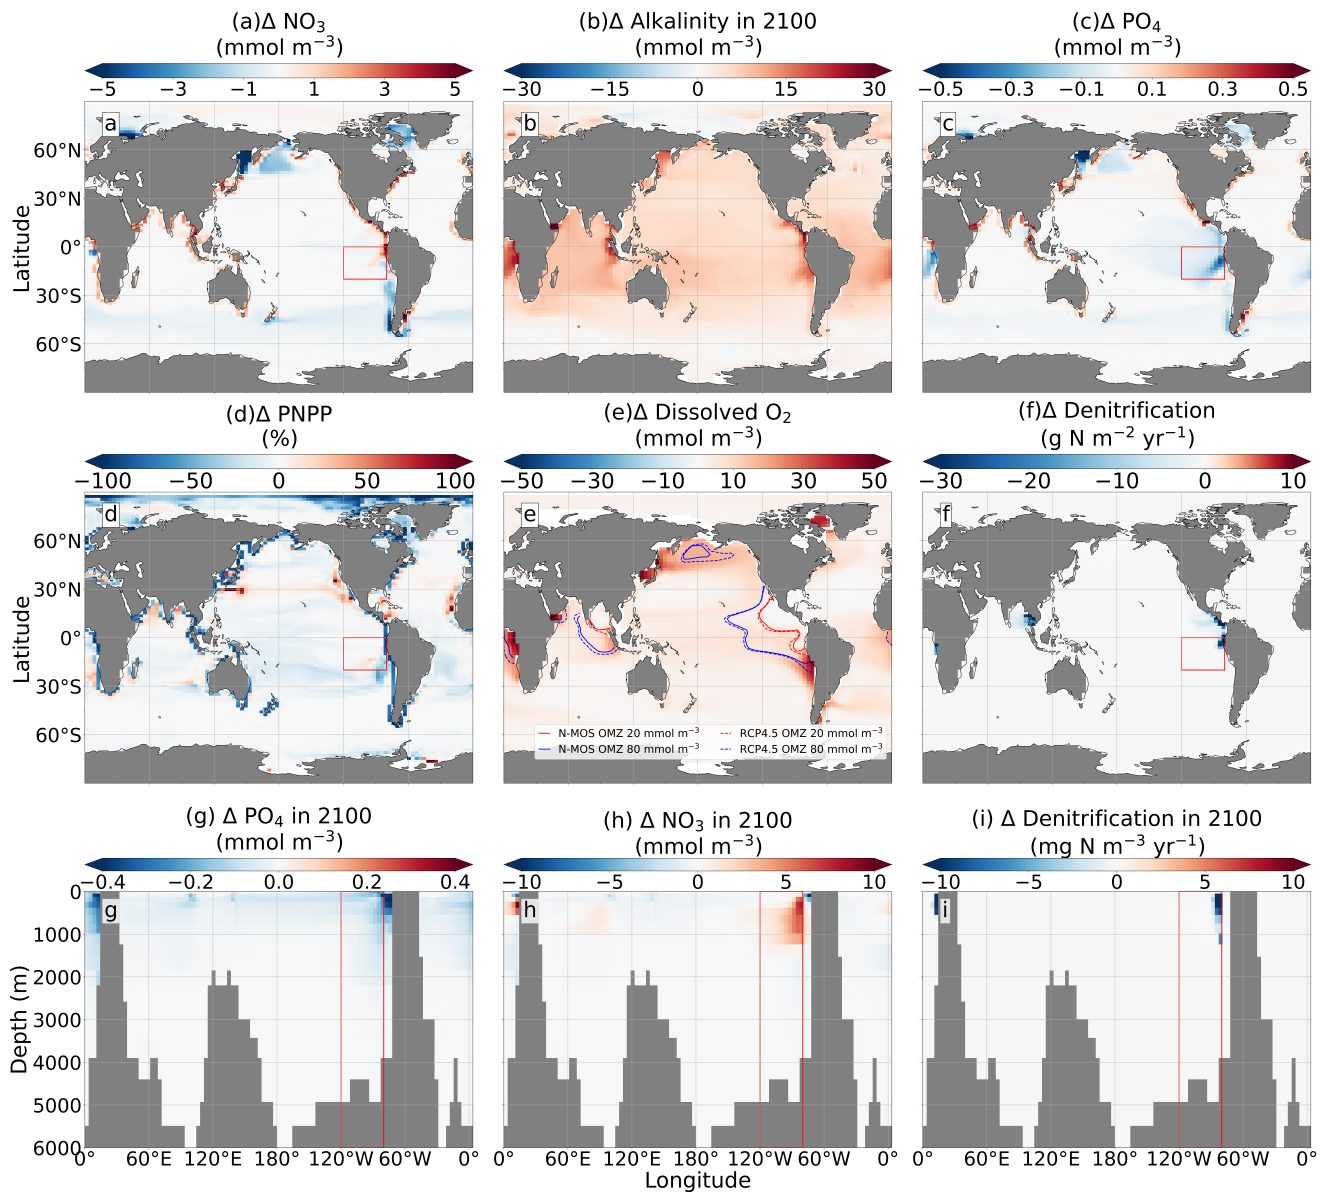 (a)Δ NO₃
(mmol m⁻³)
−5 −3 −1 1 3 5
(b)Δ Alkalinity in 2100
(mmol m⁻³)
−30 −15 0 15 30
(c)Δ PO₄
(mmol m⁻³)
−0.5 −0.3 −0.1 0.1 0.3 0.5
a
b
c
60°N
30°N
0°
30°S
60°S
Latitude
(d)Δ PNPP
(%)
−100 −50 0 50 100
(e)Δ Dissolved O₂
(mmol m⁻³)
−50 −30 −10 10 30 50
(f)Δ Denitrification
(g N m⁻² yr⁻¹)
−30 −20 −10 0 10
d
e
f
60°N
30°N
0°
30°S
60°S
Latitude
N-MOS OMZ 20 mmol m⁻³ RCP4.5 OMZ 20 mmol m⁻³
N-MOS OMZ 80 mmol m⁻³ RCP4.5 OMZ 80 mmol m⁻³
(g) Δ PO₄ in 2100
(mmol m⁻³)
−0.4 −0.2 0.0 0.2 0.4
(h) Δ NO₃ in 2100
(mmol m⁻³)
−10 −5 0 5 10
(i) Δ Denitrification in 2100
(mg N m⁻³ yr⁻¹)
−10 −5 0 5 10
g
h
i
0
1000
2000
3000
4000
5000
6000
Depth (m)
0° 60°E 120°E 180° 120°W 60°W 0°
0° 60°E 120°E 180° 120°W 60°W 0°
0° 60°E 120°E 180° 120°W 60°W 0°
Longitude